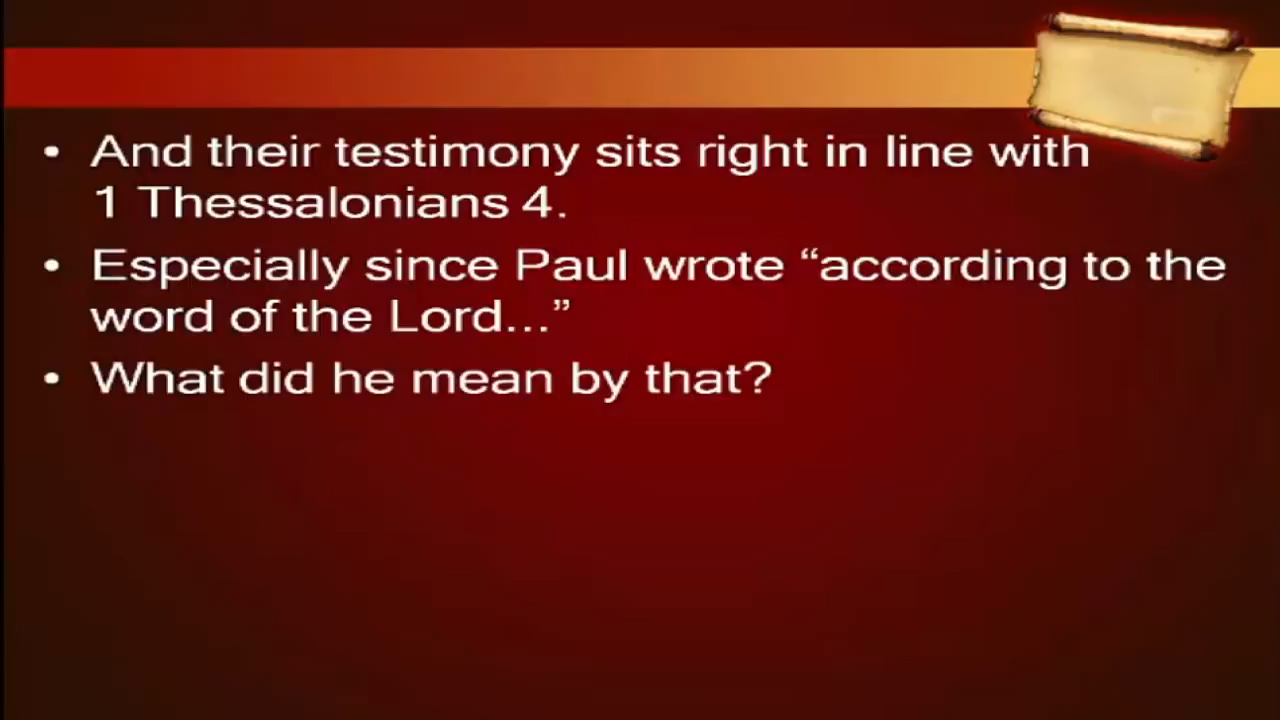 • And their testimony sits right in line with
1 Thessalonians 4.
• Especially since Paul wrote “according to the
word of the Lord...”
• What did he mean by that?